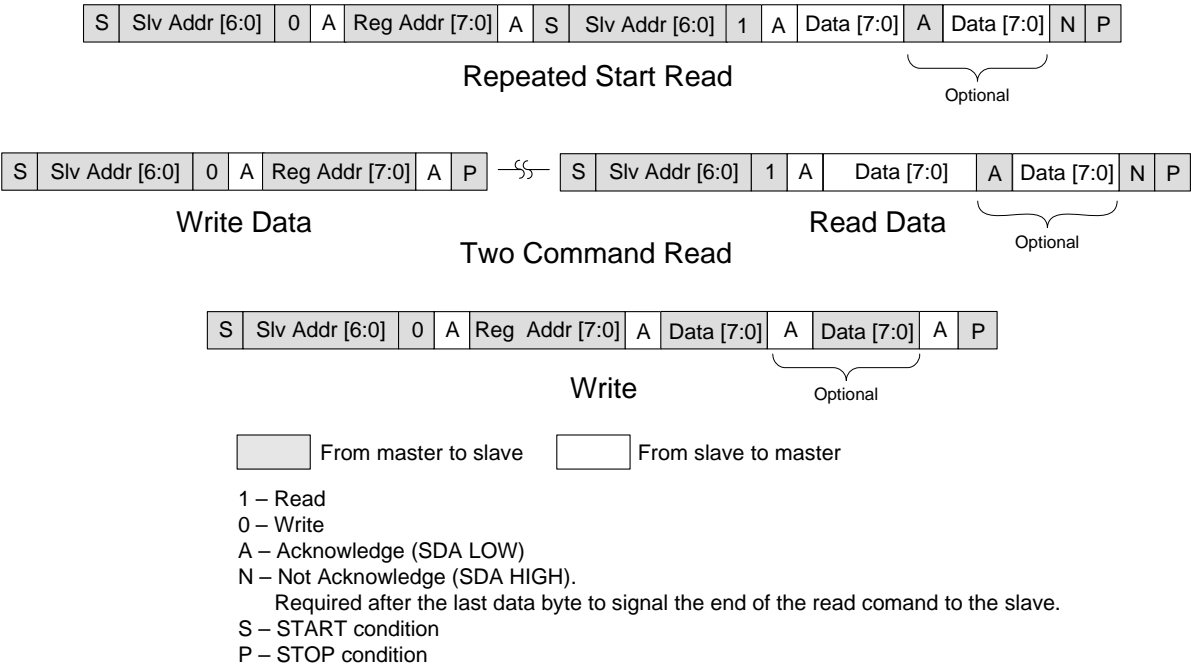 S Slv Addr [6:0] 0 A Reg Addr [7:0] A S Slv Addr [6:0] 1 A Data [7:0] A Data [7:0] N P
Optional
Repeated Start Read
S Slv Addr [6:0] 0 A Reg Addr [7:0] A P S Slv Addr [6:0] 1 A Data [7:0] A Data [7:0] N P
Write Data Read Data
Optional
Two Command Read
S Slv Addr [6:0] 0 A Reg Addr [7:0] A Data [7:0] A Data [7:0] A P
Write
Optional
From master to slave From slave to master
1 – Read
0 – Write
A – Acknowledge (SDA LOW)
N – Not Acknowledge (SDA HIGH).
Required after the last data byte to signal the end of the read comand to the slave.
S – START condition
P – STOP condition